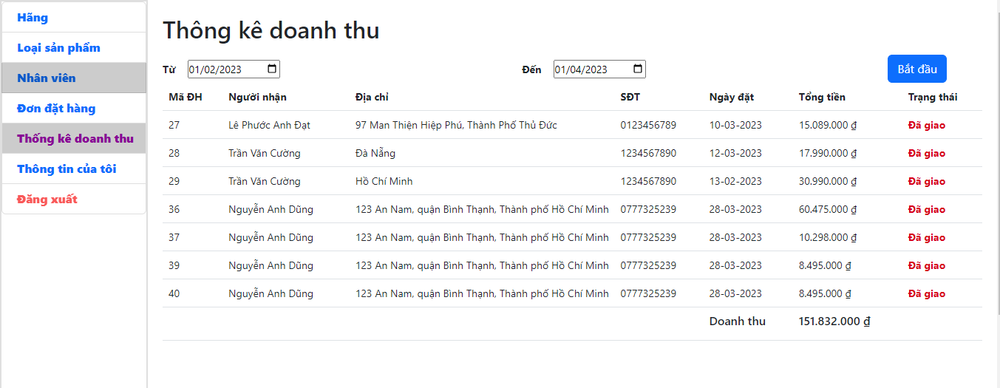 Hãng
Loại sản phẩm
Nhân viên
Đơn đặt hàng
Thống kê doanh thu
Thông tin của tôi
Đăng xuất
Thông kê doanh thu
Từ 01/02/2023 Đến 01/04/2023 Bắt đầu
Mã ĐH Người nhận Địa chỉ SĐT Ngày đặt Tổng tiền Trạng thái
27 Lê Phước Anh Đạt 97 Man Thiện Hiệp Phú, Thành Phố Thủ Đức 0123456789 10-03-2023 15.089.000 ₫ Đã giao
28 Trần Văn Cường Đà Nẵng 1234567890 12-03-2023 17.990.000 ₫ Đã giao
29 Trần Văn Cường Hồ Chí Minh 1234567890 13-02-2023 30.990.000 ₫ Đã giao
36 Nguyễn Anh Dũng 123 An Nam, quận Bình Thạnh, Thành phố Hồ Chí Minh 0777325239 28-03-2023 60.475.000 ₫ Đã giao
37 Nguyễn Anh Dũng 123 An Nam, quận Bình Thạnh, Thành phố Hồ Chí Minh 0777325239 28-03-2023 10.298.000 ₫ Đã giao
39 Nguyễn Anh Dũng 123 An Nam, quận Bình Thạnh, Thành phố Hồ Chí Minh 0777325239 28-03-2023 8.495.000 ₫ Đã giao
40 Nguyễn Anh Dũng 123 An Nam, quận Bình Thạnh, Thành phố Hồ Chí Minh 0777325239 28-03-2023 8.495.000 ₫ Đã giao
Doanh thu 151.832.000 ₫